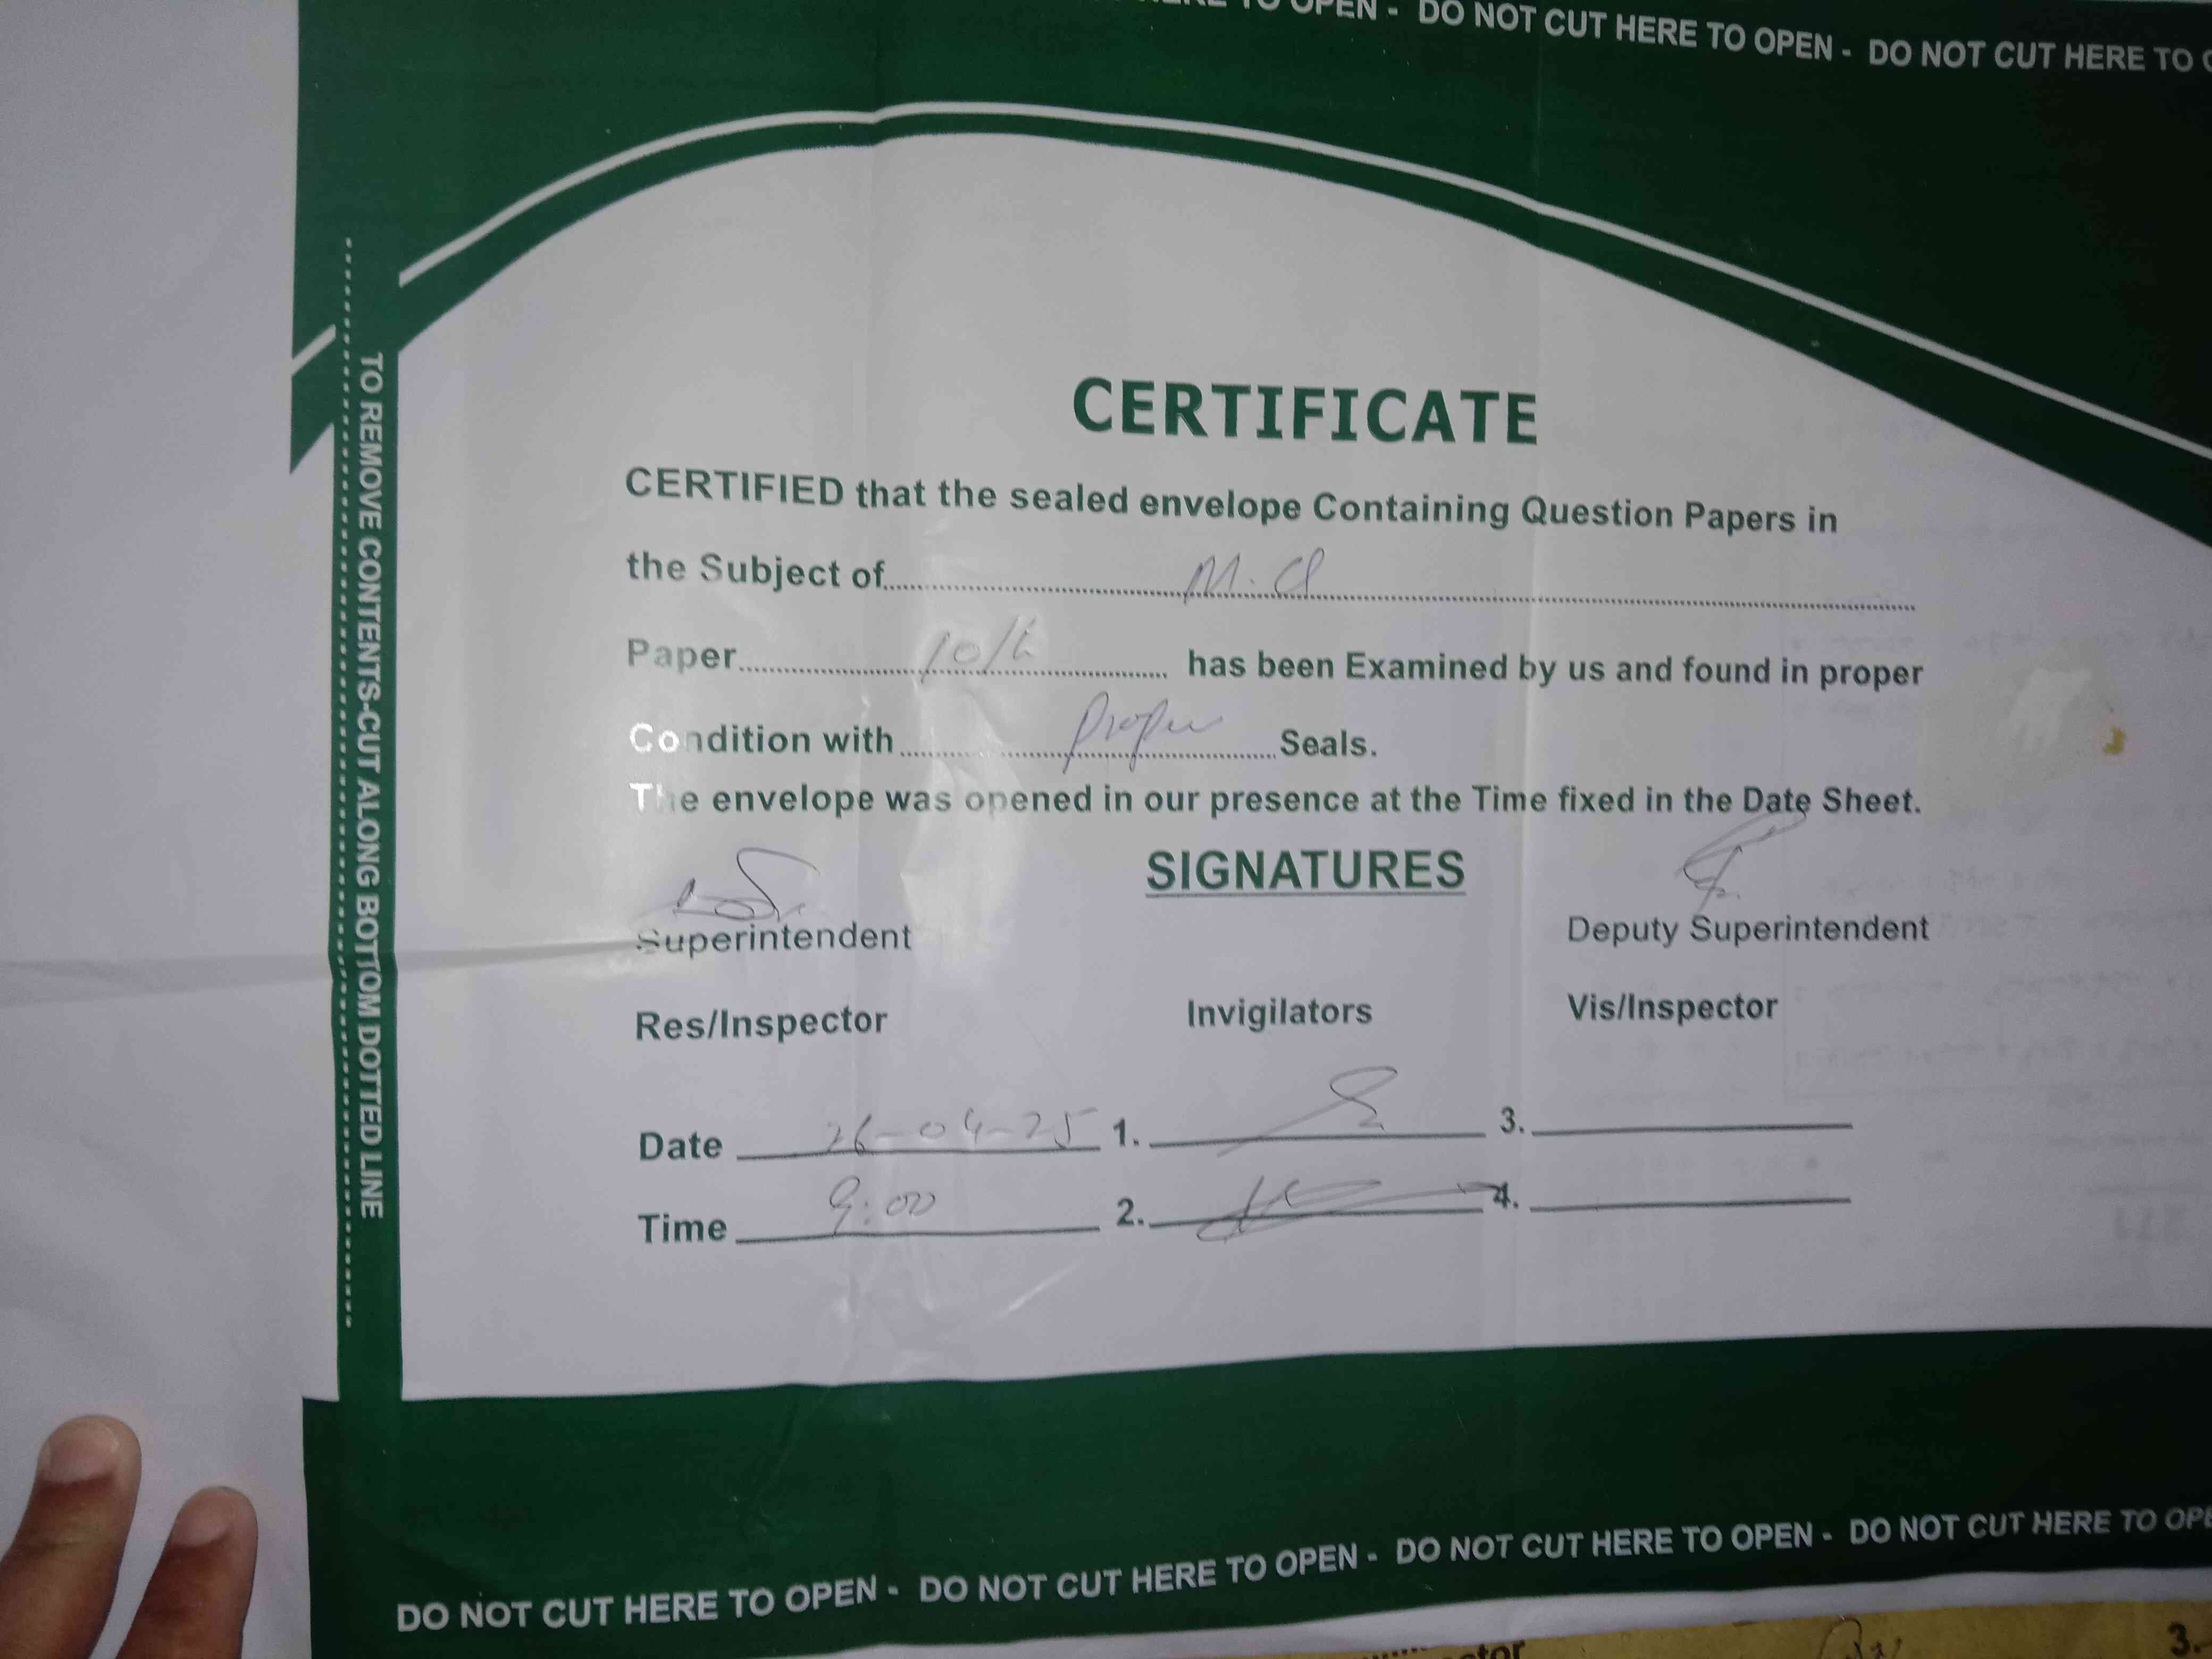 TO OPEN - DO NOT CUT HERE TO OPEN - DO NOT CUT HERE TO
TO REMOVE CONTENTS-CUT ALONG BOTTOM DOTTED LINE
CERTIFICATE
CERTIFIED that the sealed envelope Containing Question Papers in
the Subject of
Paper has been Examined by us and found in proper
Condition with Proper Seals.
The envelope was opened in our presence at the Time fixed in the Date Sheet.
SIGNATURES
Superintendent Deputy Superintendent
Res/Inspector Invigilators Vis/Inspector
Date 26-04-25 1. 3.
Time 9:00 2. 4.
DO NOT CUT HERE TO OPEN - DO NOT CUT HERE TO OPEN - DO NOT CUT HERE TO OPEN - DO NOT CUT HERE TO OPE
3.